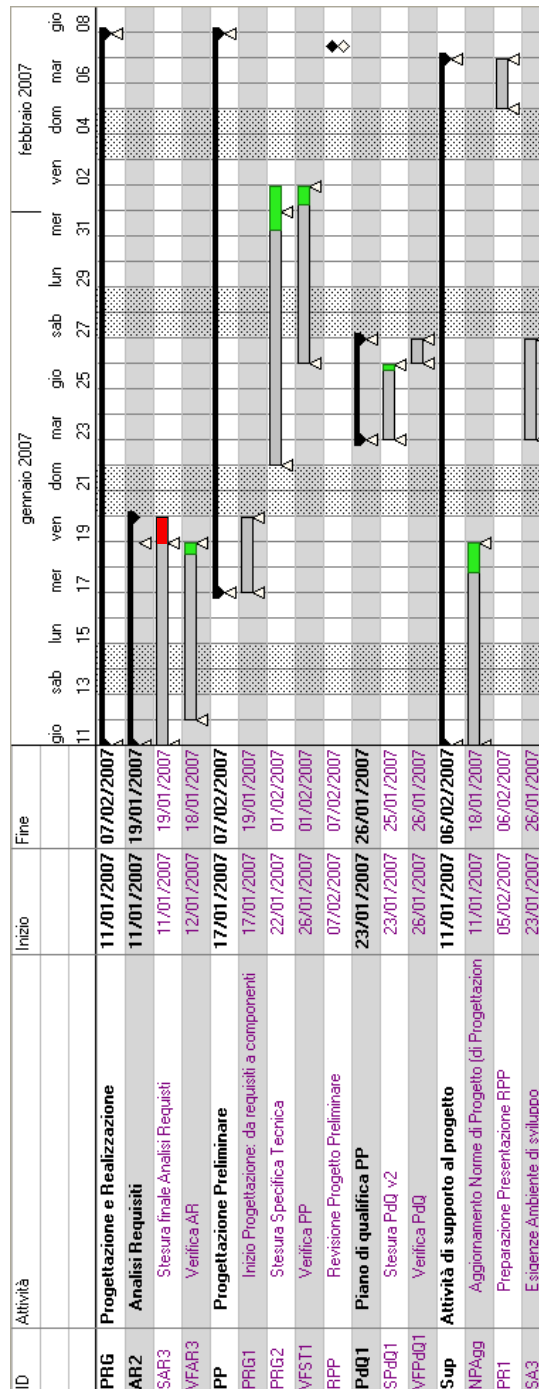 ID Attività Inizio Fine gennaio 2007 febbraio 2007
gio sab lun mer ven dom mar gio sab lun mer ven dom mar gio
11 13 15 17 19 21 23 25 27 29 31 02 04 06 08
PRG Progettazione e Realizzazione 11/01/2007 07/02/2007
AR2 Analisi Requisiti 11/01/2007 19/01/2007
SAR3 Stesura finale Analisi Requisti 11/01/2007 19/01/2007
VFAR3 Verifica AR 12/01/2007 18/01/2007
PP Progettazione Preliminare 17/01/2007 07/02/2007
PRG1 Inizio Progettazione: da requisiti a componenti 17/01/2007 19/01/2007
PRG2 Stesura Specifica Tecnica 22/01/2007 01/02/2007
VFST1 Verifica PP 26/01/2007 01/02/2007
RPP Revisione Progetto Preliminare 07/02/2007 07/02/2007
PdQ1 Piano di qualifica PP 23/01/2007 26/01/2007
SPdQ1 Stesura PdQ v2 23/01/2007 25/01/2007
VFPdQ1 Verifica PdQ 26/01/2007 26/01/2007
Sup Attività di supporto al progetto 11/01/2007 06/02/2007
NPAgg Aggiornamento Norme di Progetto (di Progettazion 11/01/2007 18/01/2007
PR1 Preparazione Presentazione RPP 05/02/2007 06/02/2007
SA3 Esigenze Ambiente di sviluppo 23/01/2007 26/01/2007